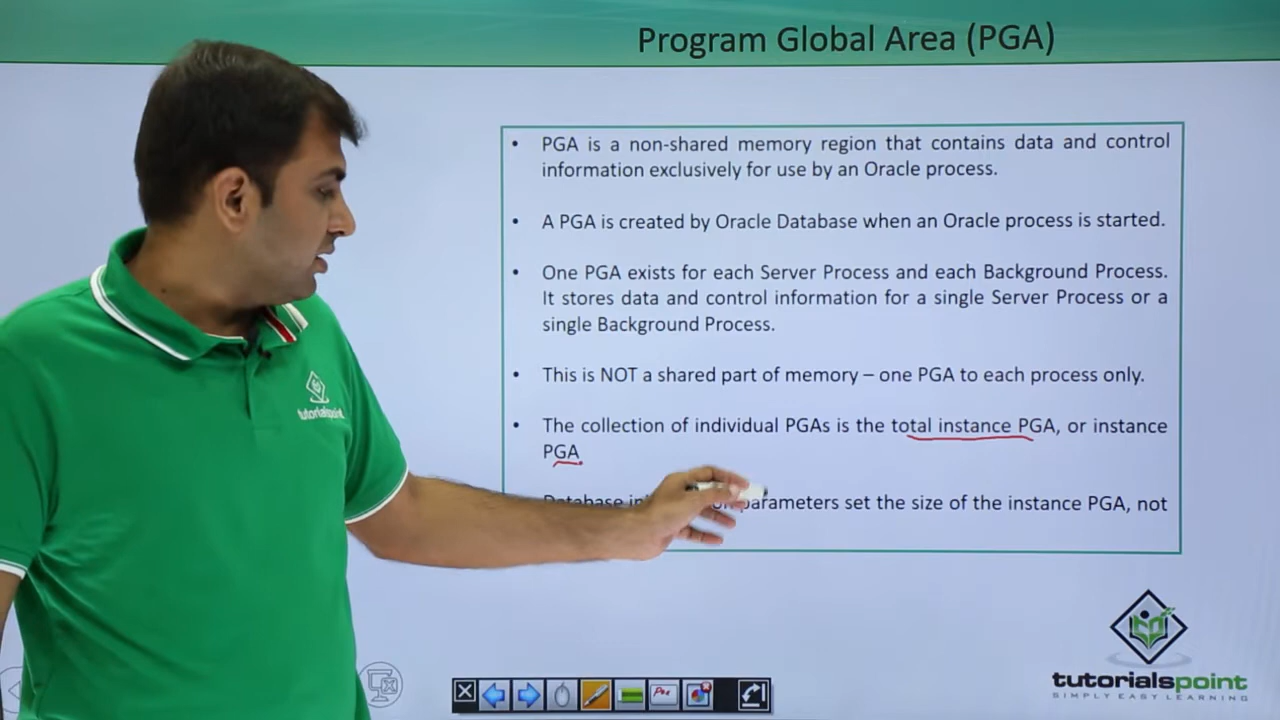 Program Global Area (PGA)
• PGA is a non-shared memory region that contains data and control
information exclusively for use by an Oracle process.
• A PGA is created by Oracle Database when an Oracle process is started.
• One PGA exists for each Server Process and each Background Process.
It stores data and control information for a single Server Process or a
single Background Process.
• This is NOT a shared part of memory – one PGA to each process only.
• The collection of individual PGAs is the total instance PGA, or instance
PGA.
Database parameters set the size of the instance PGA, not
tutorialspoint
tutorialspoint
SIMPLY EASY LEARNING
Pen